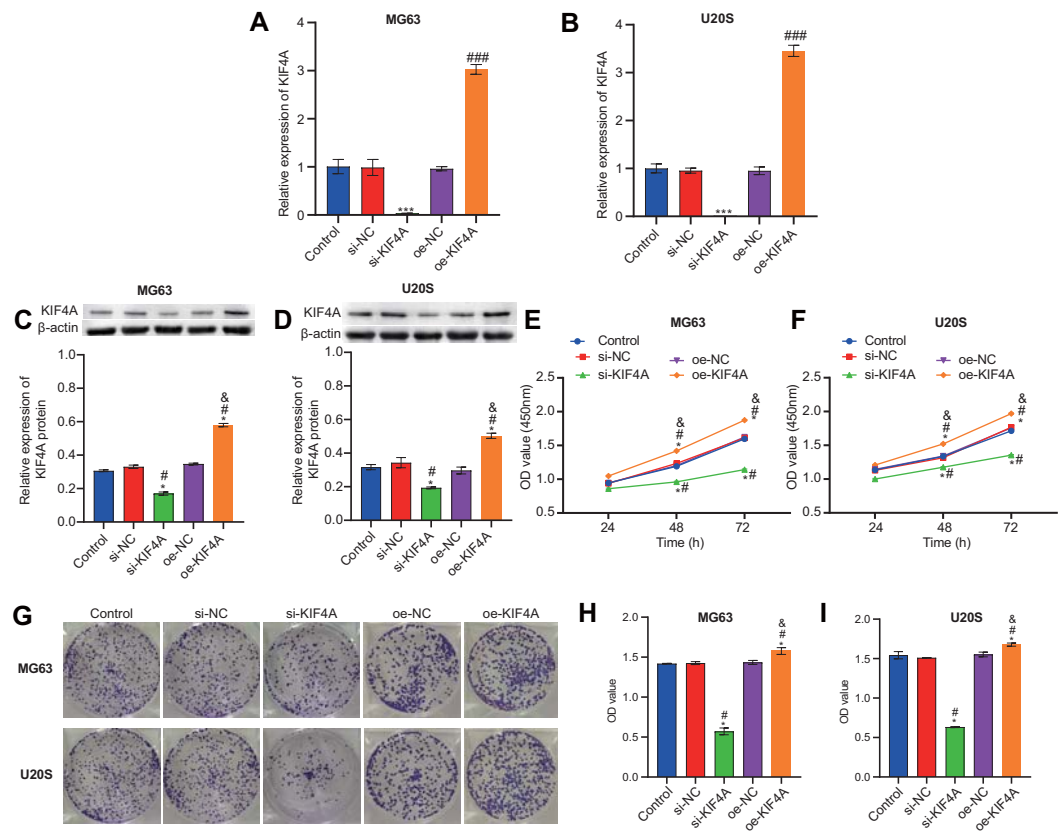 A
MG63
Relative expression of KIF4A
4
3
2
1
0
***
###
Control
si-NC
si-KIF4A
oe-NC
oe-KIF4A
B
U20S
Relative expression of KIF4A
4
3
2
1
0
***
###
Control
si-NC
si-KIF4A
oe-NC
oe-KIF4A
C
MG63
KIF4A
β-actin
Relative expression of
KIF4A protein
1.0
0.8
0.6
0.4
0.2
0.0
#
*
&
#
*
Control
si-NC
si-KIF4A
oe-NC
oe-KIF4A
D
U20S
KIF4A
β-actin
Relative expression of
KIF4A protein
1.0
0.8
0.6
0.4
0.2
0.0
#
*
&
#
*
Control
si-NC
si-KIF4A
oe-NC
oe-KIF4A
E
MG63
Control
si-NC
si-KIF4A
oe-NC
oe-KIF4A
OD value (450nm)
2.5
2.0
1.5
1.0
0.5
&
#
*
*#
&
#
*
*#
24
48
72
Time (h)
F
U20S
Control
si-NC
si-KIF4A
oe-NC
oe-KIF4A
OD value (450nm)
2.5
2.0
1.5
1.0
0.5
&
#
*
*#
&
#
*
*#
24
48
72
Time (h)
G
Control
si-NC
si-KIF4A
oe-NC
oe-KIF4A
MG63
U20S
H
MG63
OD value
2.0
1.5
1.0
0.5
0.0
#
*
&
#
*
Control
si-NC
si-KIF4A
oe-NC
oe-KIF4A
I
U20S
OD value
2.0
1.5
1.0
0.5
0.0
#
*
&
#
*
Control
si-NC
si-KIF4A
oe-NC
oe-KIF4A